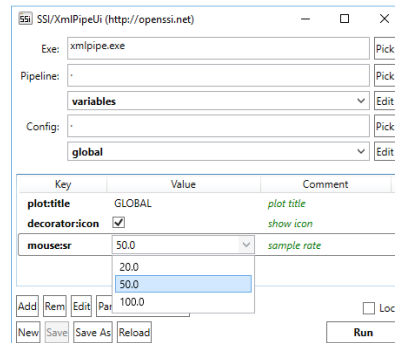 SSI SSI/XmlPipeUi (http://openssi.net)
Exe: xmlpipe.exe Pick
Pipeline: Pick
variables Edit
Config: Pick
global Edit
Key Value Comment
plot:title GLOBAL plot title
decorator:icon show icon
mouse:sr 50.0 sample rate
20.0
50.0
100.0
Add Rem Edit
New Save Save As Reload Run